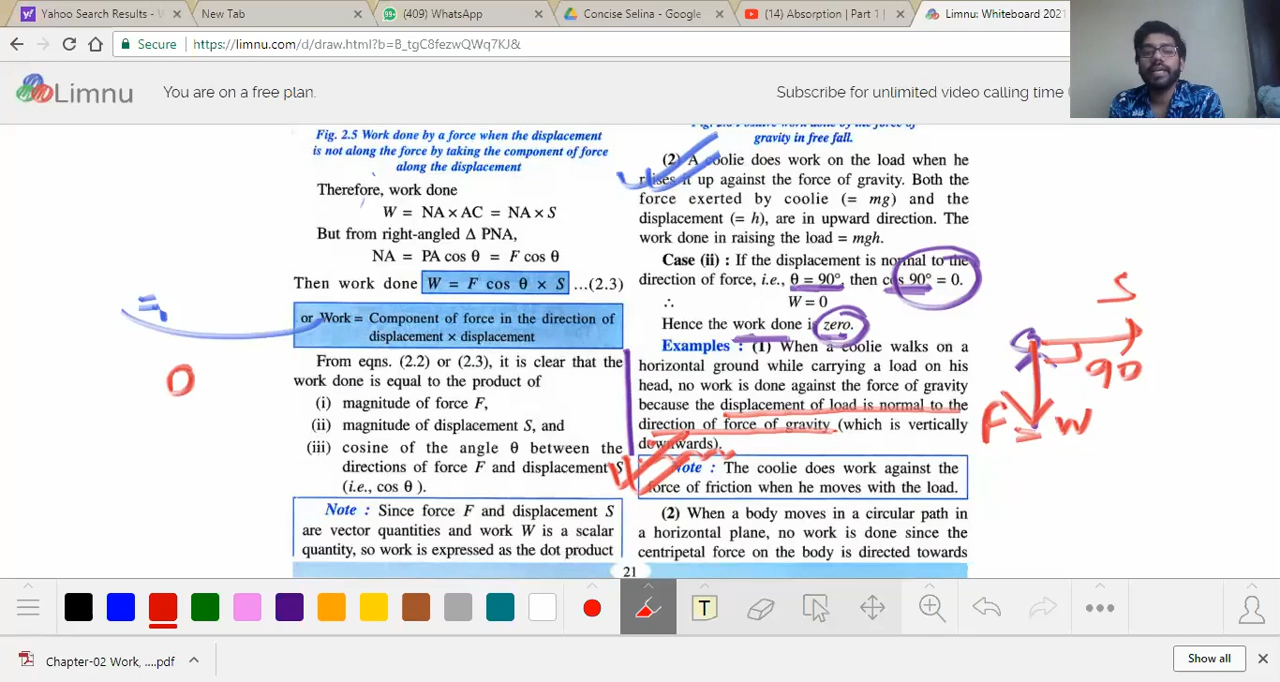 Yahoo Search Results -
New Tab
(409) WhatsApp
Concise Selina - Google
(14) Absorption | Part 1 |
Limnu: Whiteboard 2021
99+
Secure
https://limnu.com/d/draw.html?b=B_tgC8fezwQWq7KJ&
Limnu
You are on a free plan.
Subscribe for unlimited video calling time
Fig. 2.5 Work done by a force when the displacement
is not along the force by taking the component of force
along the displacement
Therefore, work done
W = NA × AC = NA × S
But from right-angled Δ PNA,
NA = PA cos θ = F cos θ
Then work done W = F cos θ × S ...(2.3)
or Work = Component of force in the direction of
displacement × displacement
From eqns. (2.2) or (2.3), it is clear that the
work done is equal to the product of
(i) magnitude of force F,
(ii) magnitude of displacement S, and
(iii) cosine of the angle θ between the
directions of force F and displacement S
(i.e., cos θ ).
Note : Since force F and displacement S
are vector quantities and work W is a scalar
quantity, so work is expressed as the dot product
0
gravity in free fall.
(2) A coolie does work on the load when he
raises it up against the force of gravity. Both the
force exerted by coolie (= mg) and the
displacement (= h), are in upward direction. The
work done in raising the load = mgh.
Case (ii) : If the displacement is normal to the
direction of force, i.e., θ = 90°, then cos 90° = 0.
∴ W = 0
Hence the work done is zero.
Examples : (1) When a coolie walks on a
horizontal ground while carrying a load on his
head, no work is done against the force of gravity
because the displacement of load is normal to the
direction of force of gravity (which is vertically
downwards).
Note : The coolie does work against the
force of friction when he moves with the load.
(2) When a body moves in a circular path in
a horizontal plane, no work is done since the
centripetal force on the body is directed towards
21
S
90
F
W
T
Chapter-02 Work, ....pdf
Show all